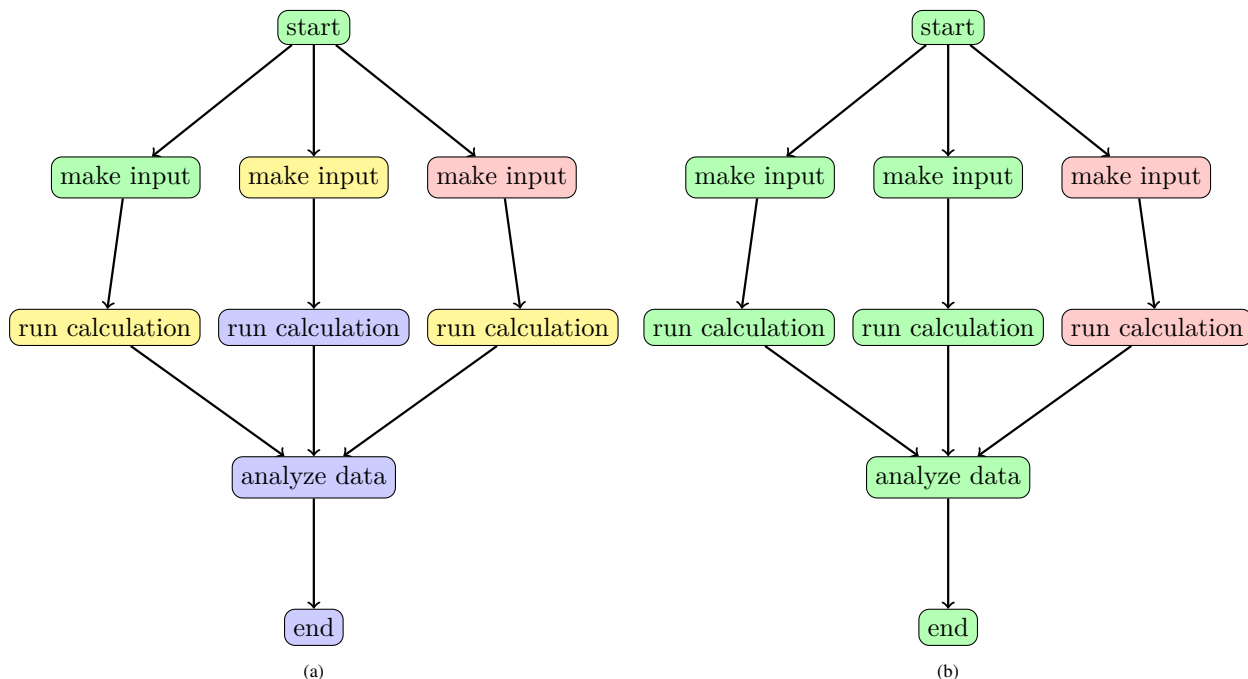 start
make input
make input
make input
run calculation
run calculation
run calculation
analyze data
end
(a)
start
make input
make input
make input
run calculation
run calculation
run calculation
analyze data
end
(b)